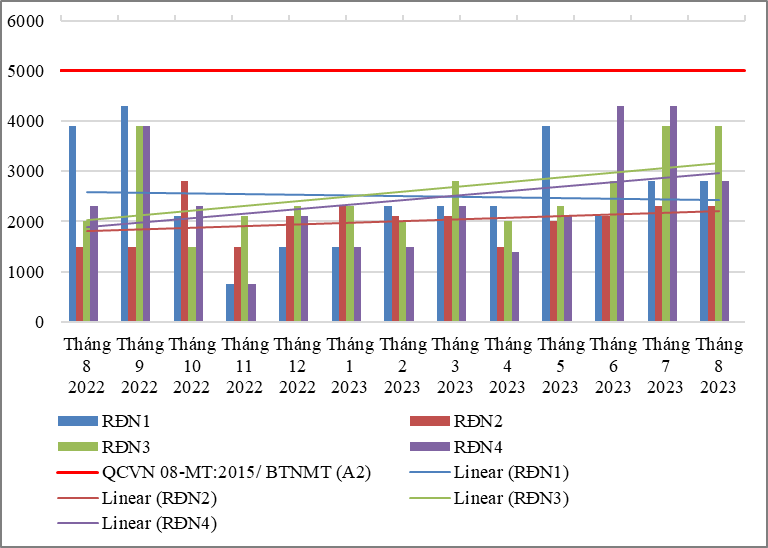 6000
5000
4000
3000
2000
1000
0
Tháng Tháng Tháng Tháng Tháng Tháng Tháng Tháng Tháng Tháng Tháng Tháng Tháng
8 9 10 11 12 1 2 3 4 5 6 7 8
2022 2022 2022 2022 2022 2023 2023 2023 2023 2023 2023 2023 2023
RĐN1 RĐN2
RĐN3 RĐN4
QCVN 08-MT:2015/ BTNMT (A2) Linear (RĐN1)
Linear (RĐN2) Linear (RĐN3)
Linear (RĐN4)